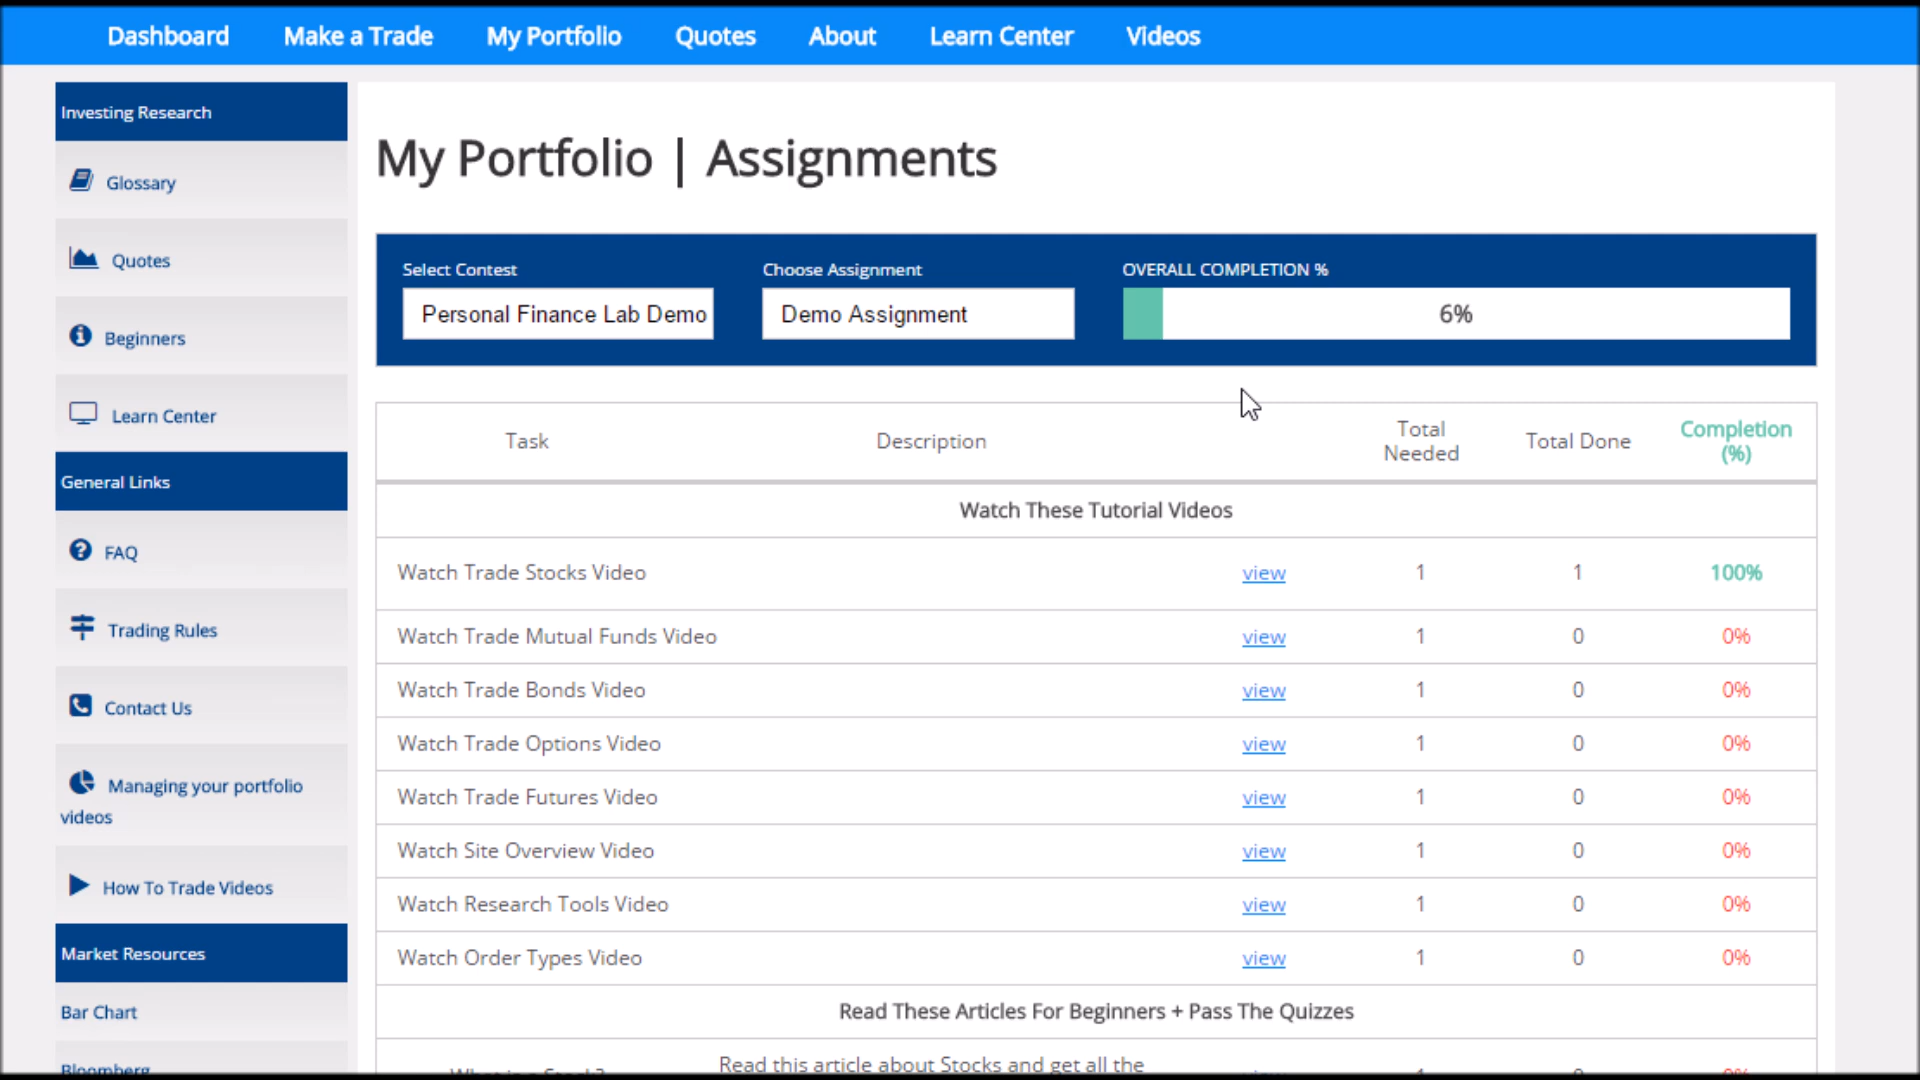 Dashboard Make a Trade My Portfolio Quotes About Learn Center Videos
Investing Research
Glossary
Quotes
Beginners
Learn Center
General Links
FAQ
Trading Rules
Contact Us
Managing your portfolio
videos
How To Trade Videos
Market Resources
Bar Chart
Bloomberg
My Portfolio | Assignments
Select Contest Choose Assignment OVERALL COMPLETION %
Personal Finance Lab Demo Demo Assignment 6%
Task Description Total Needed Total Done Completion (%)
Watch These Tutorial Videos
Watch Trade Stocks Video view 1 1 100%
Watch Trade Mutual Funds Video view 1 0 0%
Watch Trade Bonds Video view 1 0 0%
Watch Trade Options Video view 1 0 0%
Watch Trade Futures Video view 1 0 0%
Watch Site Overview Video view 1 0 0%
Watch Research Tools Video view 1 0 0%
Watch Order Types Video view 1 0 0%
Read These Articles For Beginners + Pass The Quizzes
Read this article about Stocks and get all the